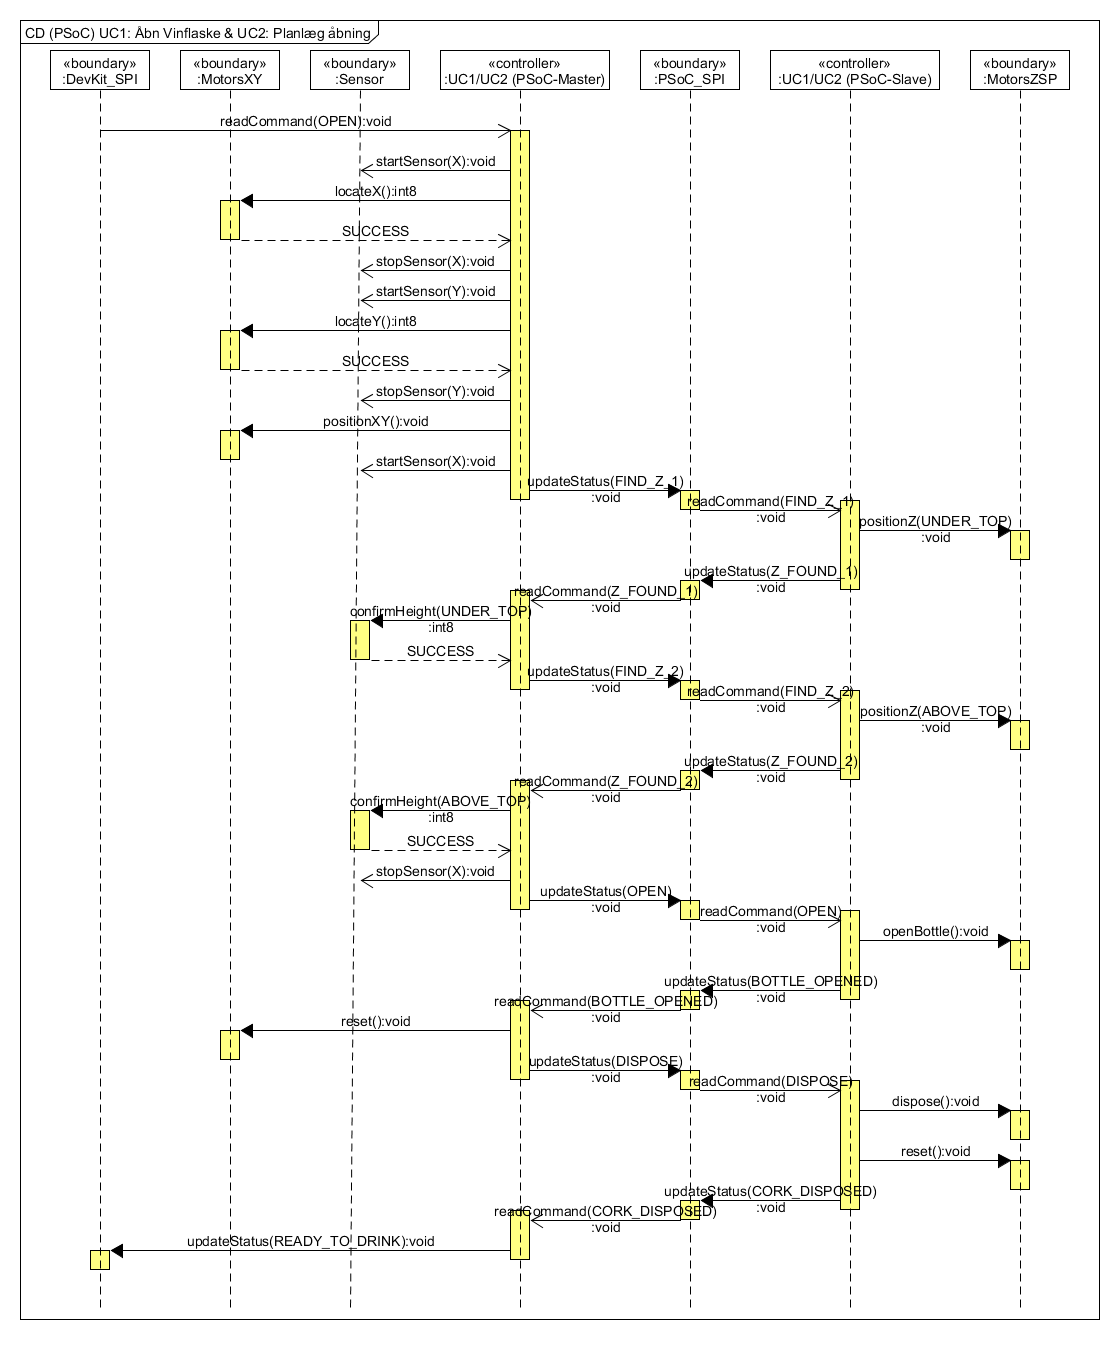 CD (PSoC) UC1: Åbn Vinflaske & UC2: Planlæg åbning
«boundary»
:DevKit_SPI
«boundary»
:MotorsXY
«boundary»
:Sensor
«controller»
:UC1/UC2 (PSoC-Master)
«boundary»
:PSoC_SPI
«controller»
:UC1/UC2 (PSoC-Slave)
«boundary»
:MotorsZSP
readCommand(OPEN):void
startSensor(X):void
locateX():int8
SUCCESS
stopSensor(X):void
startSensor(Y):void
locateY():int8
SUCCESS
stopSensor(Y):void
positionXY():void
startSensor(X):void
updateStatus(FIND_Z_1)
:void
readCommand(FIND_Z_1)
:void
positionZ(UNDER_TOP)
:void
updateStatus(Z_FOUND_1)
:void
readCommand(Z_FOUND_1)
:void
confirmHeight(UNDER_TOP)
:int8
SUCCESS
updateStatus(FIND_Z_2)
:void
readCommand(FIND_Z_2)
:void
positionZ(ABOVE_TOP)
:void
updateStatus(Z_FOUND_2)
:void
readCommand(Z_FOUND_2)
:void
confirmHeight(ABOVE_TOP)
:int8
SUCCESS
stopSensor(X):void
updateStatus(OPEN)
:void
readCommand(OPEN)
:void
openBottle():void
updateStatus(BOTTLE_OPENED)
:void
readCommand(BOTTLE_OPENED)
:void
reset():void
updateStatus(DISPOSE)
:void
readCommand(DISPOSE)
:void
dispose():void
reset():void
updateStatus(CORK_DISPOSED)
:void
readCommand(CORK_DISPOSED)
:void
updateStatus(READY_TO_DRINK):void